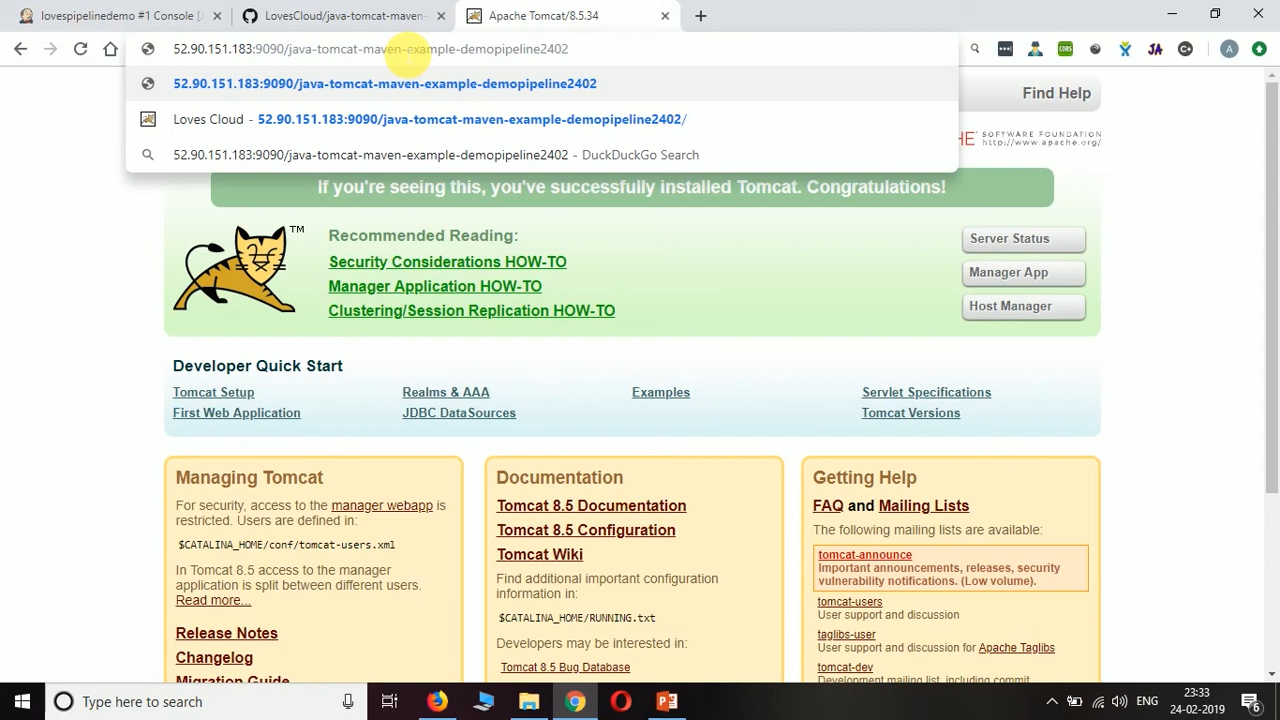 lovespipelinedemo #1 Console [
LovesCloud/java-tomcat-maven-
Apache Tomcat/8.5.34
52.90.151.183:9090/java-tomcat-maven-example-demopipeline2402
CORS
JA
A
52.90.151.183:9090/java-tomcat-maven-example-demopipeline2402
Loves Cloud - 52.90.151.183:9090/java-tomcat-maven-example-demopipeline2402/
52.90.151.183:9090/java-tomcat-maven-example-demopipeline2402 - DuckDuckGo Search
Find Help
SOFTWARE FOUNDATION
http://www.apache.org/
If you're seeing this, you've successfully installed Tomcat. Congratulations!
TM
Recommended Reading:
Security Considerations HOW-TO
Manager Application HOW-TO
Clustering/Session Replication HOW-TO
Server Status
Manager App
Host Manager
Developer Quick Start
Tomcat Setup
First Web Application
Realms & AAA
JDBC DataSources
Examples
Servlet Specifications
Tomcat Versions
Managing Tomcat
For security, access to the manager webapp is
restricted. Users are defined in:
$CATALINA_HOME/conf/tomcat-users.xml
In Tomcat 8.5 access to the manager
application is split between different users.
Read more...
Release Notes
Changelog
Migration Guide
Documentation
Tomcat 8.5 Documentation
Tomcat 8.5 Configuration
Tomcat Wiki
Find additional important configuration
information in:
$CATALINA_HOME/RUNNING.txt
Developers may be interested in:
Tomcat 8.5 Bug Database
Getting Help
FAQ and Mailing Lists
The following mailing lists are available:
tomcat-announce
Important announcements, releases, security
vulnerability notifications. (Low volume).
tomcat-users
User support and discussion
taglibs-user
User support and discussion for Apache Taglibs
tomcat-dev
Development mailing list, including commit
Type here to search
ENG
23:33
24-02-2019
6